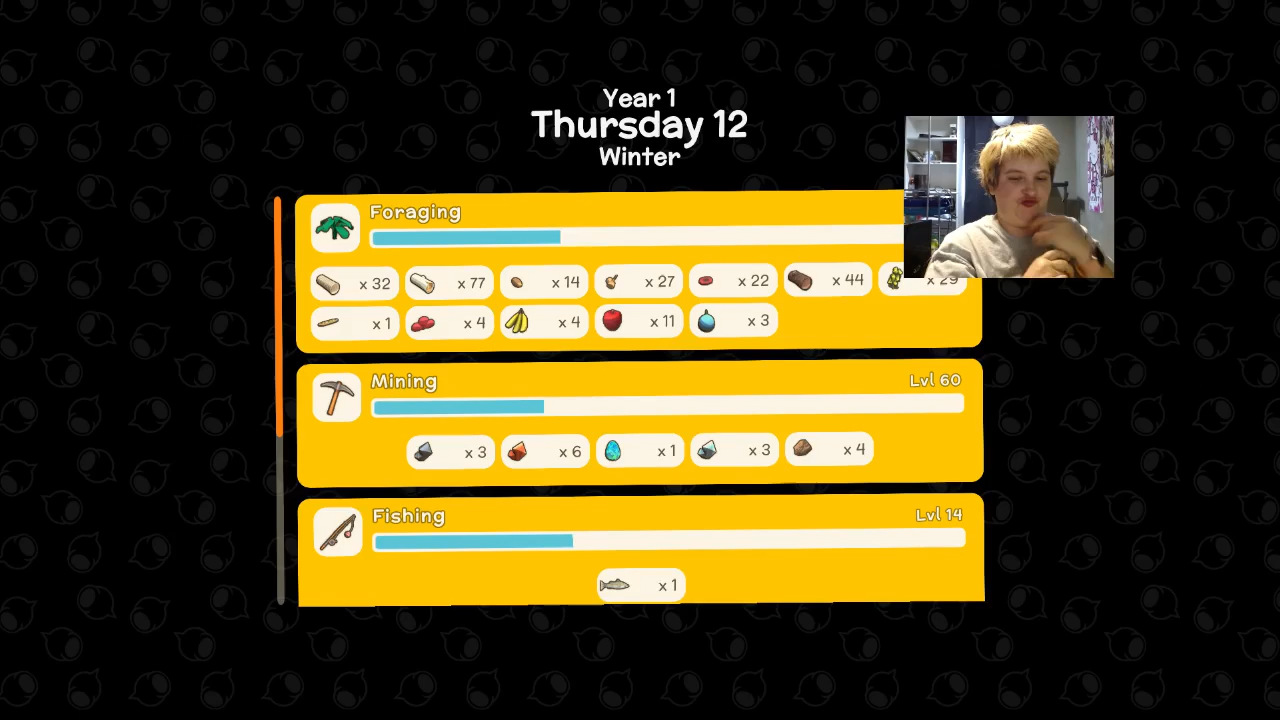 Year 1
Thursday 12
Winter
Foraging
x 32 x 77 x 14 x 27 x 22 x 44 x 29
x 1 x 4 x 4 x 11 x 3
Mining Lvl 60
x 3 x 6 x 1 x 3 x 4
Fishing Lvl 14
x 1